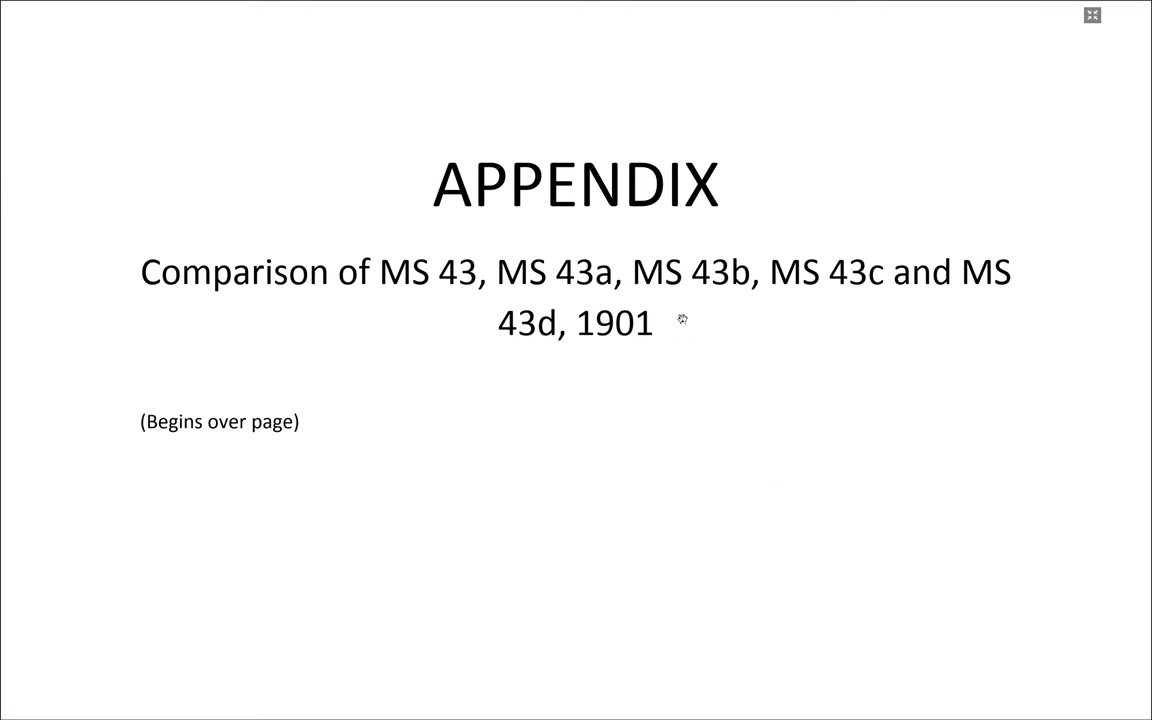 APPENDIX
Comparison of MS 43, MS 43a, MS 43b, MS 43c and MS
43d, 1901
(Begins over page)